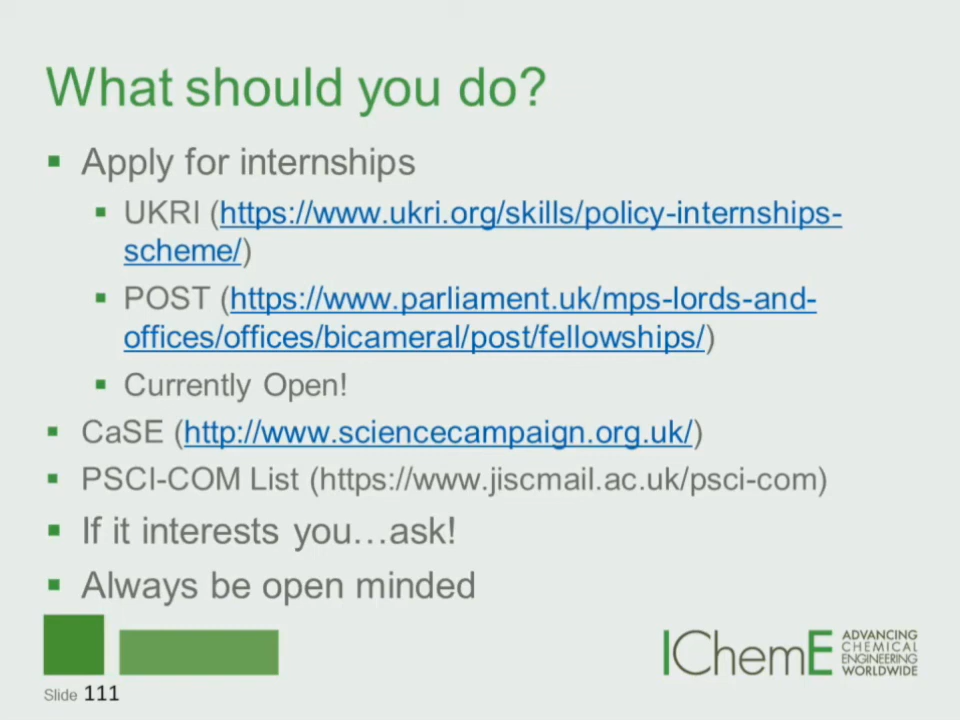 What should you do?
Apply for internships
UKRI (https://www.ukri.org/skills/policy-internships-
scheme/)
POST (https://www.parliament.uk/mps-lords-and-
offices/offices/bicameral/post/fellowships/)
Currently Open!
CaSE (http://www.sciencecampaign.org.uk/)
PSCI-COM List (https://www.jiscmail.ac.uk/psci-com)
If it interests you…ask!
Always be open minded
IChemE
ADVANCING
CHEMICAL
ENGINEERING
WORLDWIDE
Slide 111